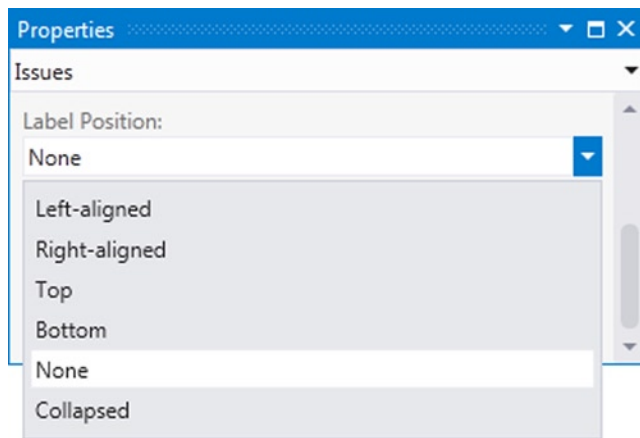 Properties
Issues
Label Position:
None
Left-aligned
Right-aligned
Top
Bottom
None
Collapsed